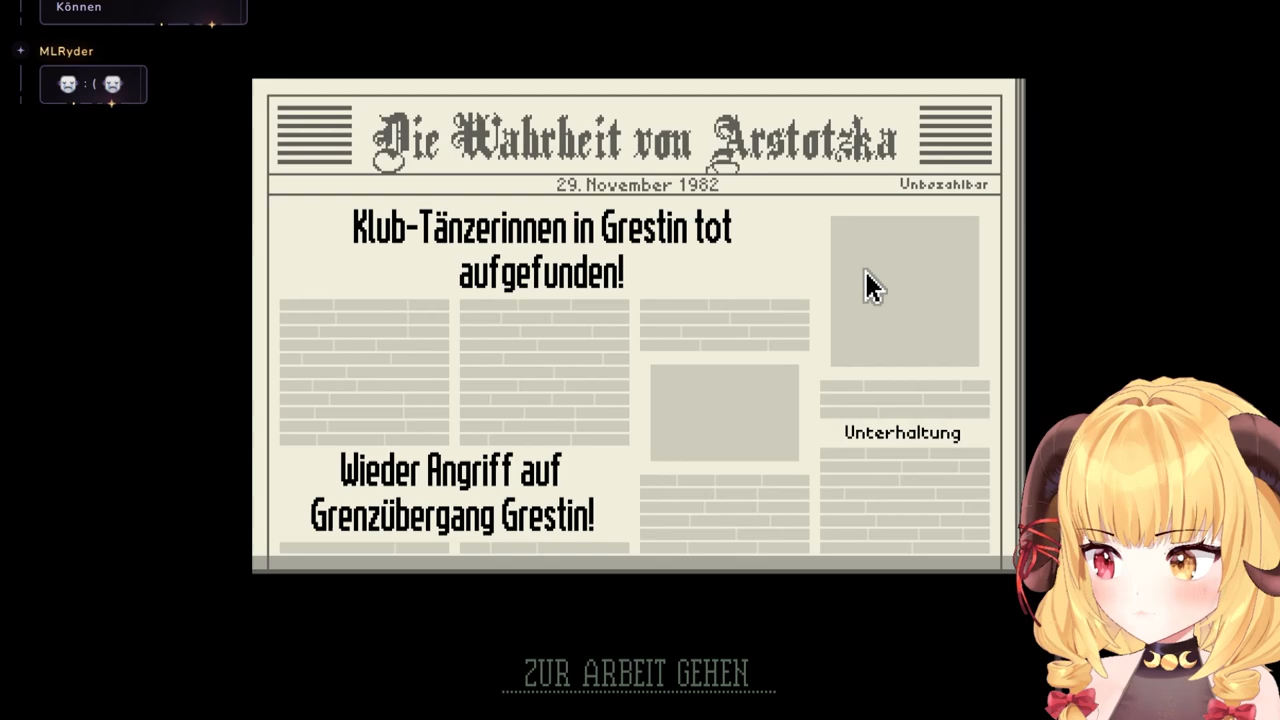 Können
MLRyder
: (
Die Wahrheit von Arstotzka
29. November 1982
Unbezahlbar
Klub-Tänzerinnen in Grestin tot
aufgefunden!
Wieder Angriff auf
Grenzübergang Grestin!
Unterhaltung
ZUR ARBEIT GEHEN